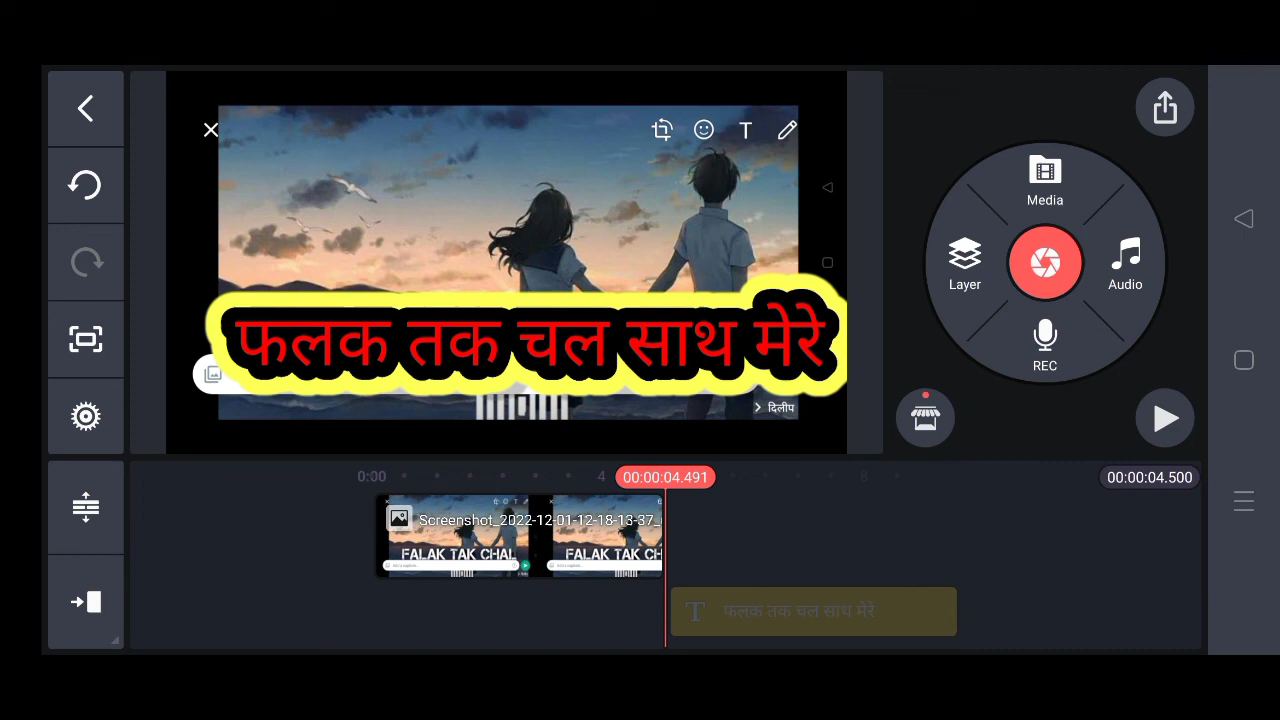 T
Media
Layer
Audio
REC
फलक तक चल साथ मेरे
दिलीप
0:00
4
00:00:04.491
8
00:00:04.500
Screenshot_2022-12-01-12-18-13-37_
FALAK TAK CHAL
FALAK TAK CH
T फलक तक चल साथ मेरे